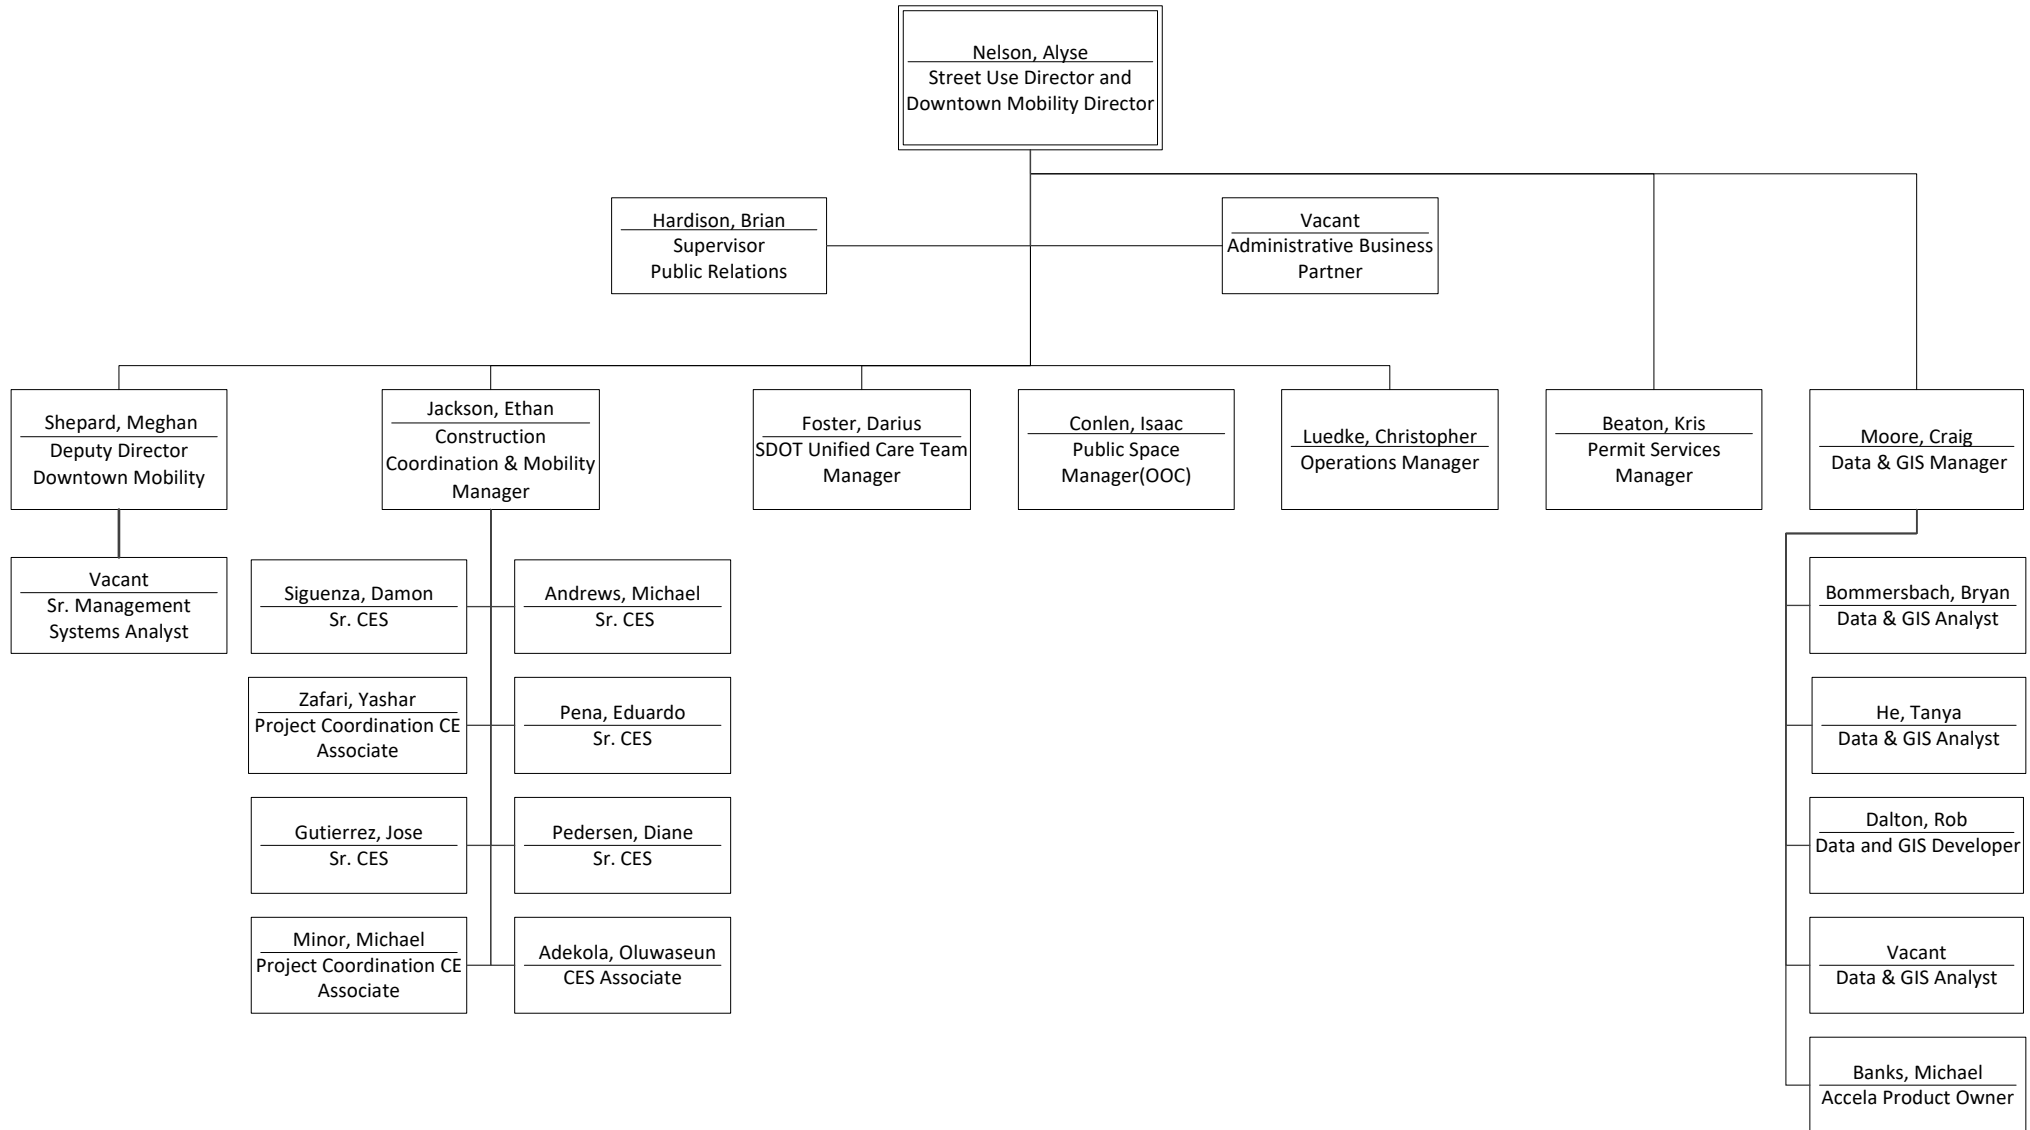 Nelson, Alyse
Street Use Director and
Downtown Mobility Director
Hardison, Brian
Supervisor
Public Relations
Vacant
Administrative Business
Partner
Shepard, Meghan
Deputy Director
Downtown Mobility
Jackson, Ethan
Construction
Coordination & Mobility
Manager
Foster, Darius
SDOT Unified Care Team
Manager
Conlen, Isaac
Public Space
Manager(OOC)
Luedke, Christopher
Operations Manager
Beaton, Kris
Permit Services
Manager
Moore, Craig
Data & GIS Manager
Vacant
Sr. Management
Systems Analyst
Siguenza, Damon
Sr. CES
Andrews, Michael
Sr. CES
Zafari, Yashar
Project Coordination CE
Associate
Pena, Eduardo
Sr. CES
Gutierrez, Jose
Sr. CES
Pedersen, Diane
Sr. CES
Minor, Michael
Project Coordination CE
Associate
Adekola, Oluwaseun
CES Associate
Bommersbach, Bryan
Data & GIS Analyst
He, Tanya
Data & GIS Analyst
Dalton, Rob
Data and GIS Developer
Vacant
Data & GIS Analyst
Banks, Michael
Accela Product Owner